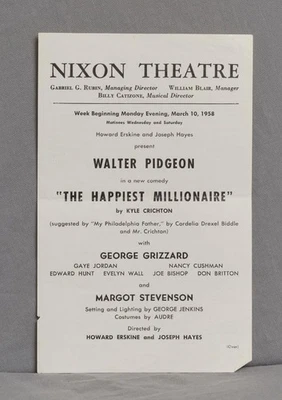 NIXON THEATRE
GABRIEL G. RUBIN, Managing Director WILLIAM BLAIR, Manager
BILLY CATIZONE, Musical Director
Week Beginning Monday Evening, March 10, 1958
Matinees Wednesday and Saturday
Howard Erskine and Joseph Hayes
present
WALTER PIDGEON
in a new comedy
"THE HAPPIEST MILLIONAIRE"
by KYLE CRICHTON
(suggested by "My Philadelphia Father," by Cordelia Drexel Biddle
and Mr. Crichton)
with
GEORGE GRIZZARD
GAYE JORDAN NANCY CUSHMAN
EDWARD HUNT EVELYN WALL JOE BISHOP DON BRITTON
and
MARGOT STEVENSON
Setting and Lighting by GEORGE JENKINS
Costumes by AUDRE
Directed by
HOWARD ERSKINE and JOSEPH HAYES
(Over)